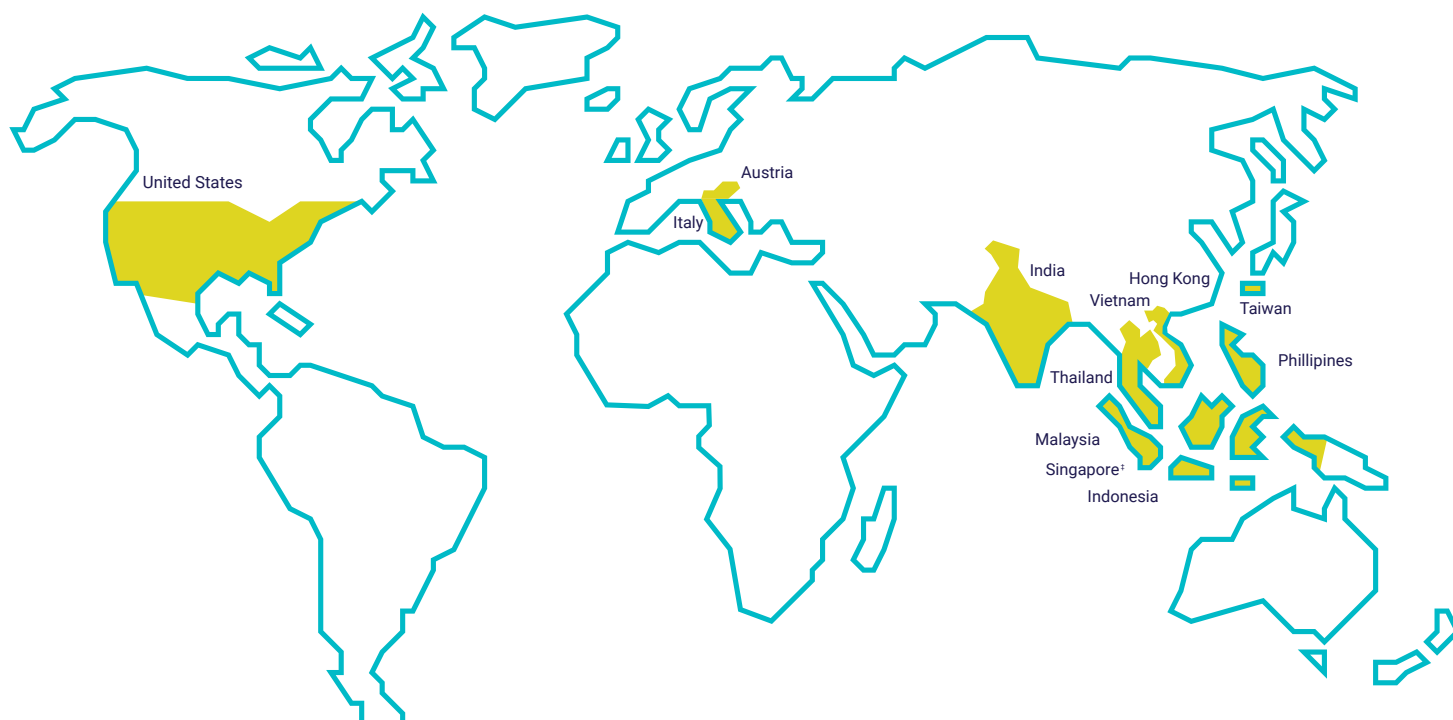 United States
Austria
Italy
India
Hong Kong
Vietnam
Taiwan
Phillipines
Thailand
Malaysia
Singapore‡
Indonesia